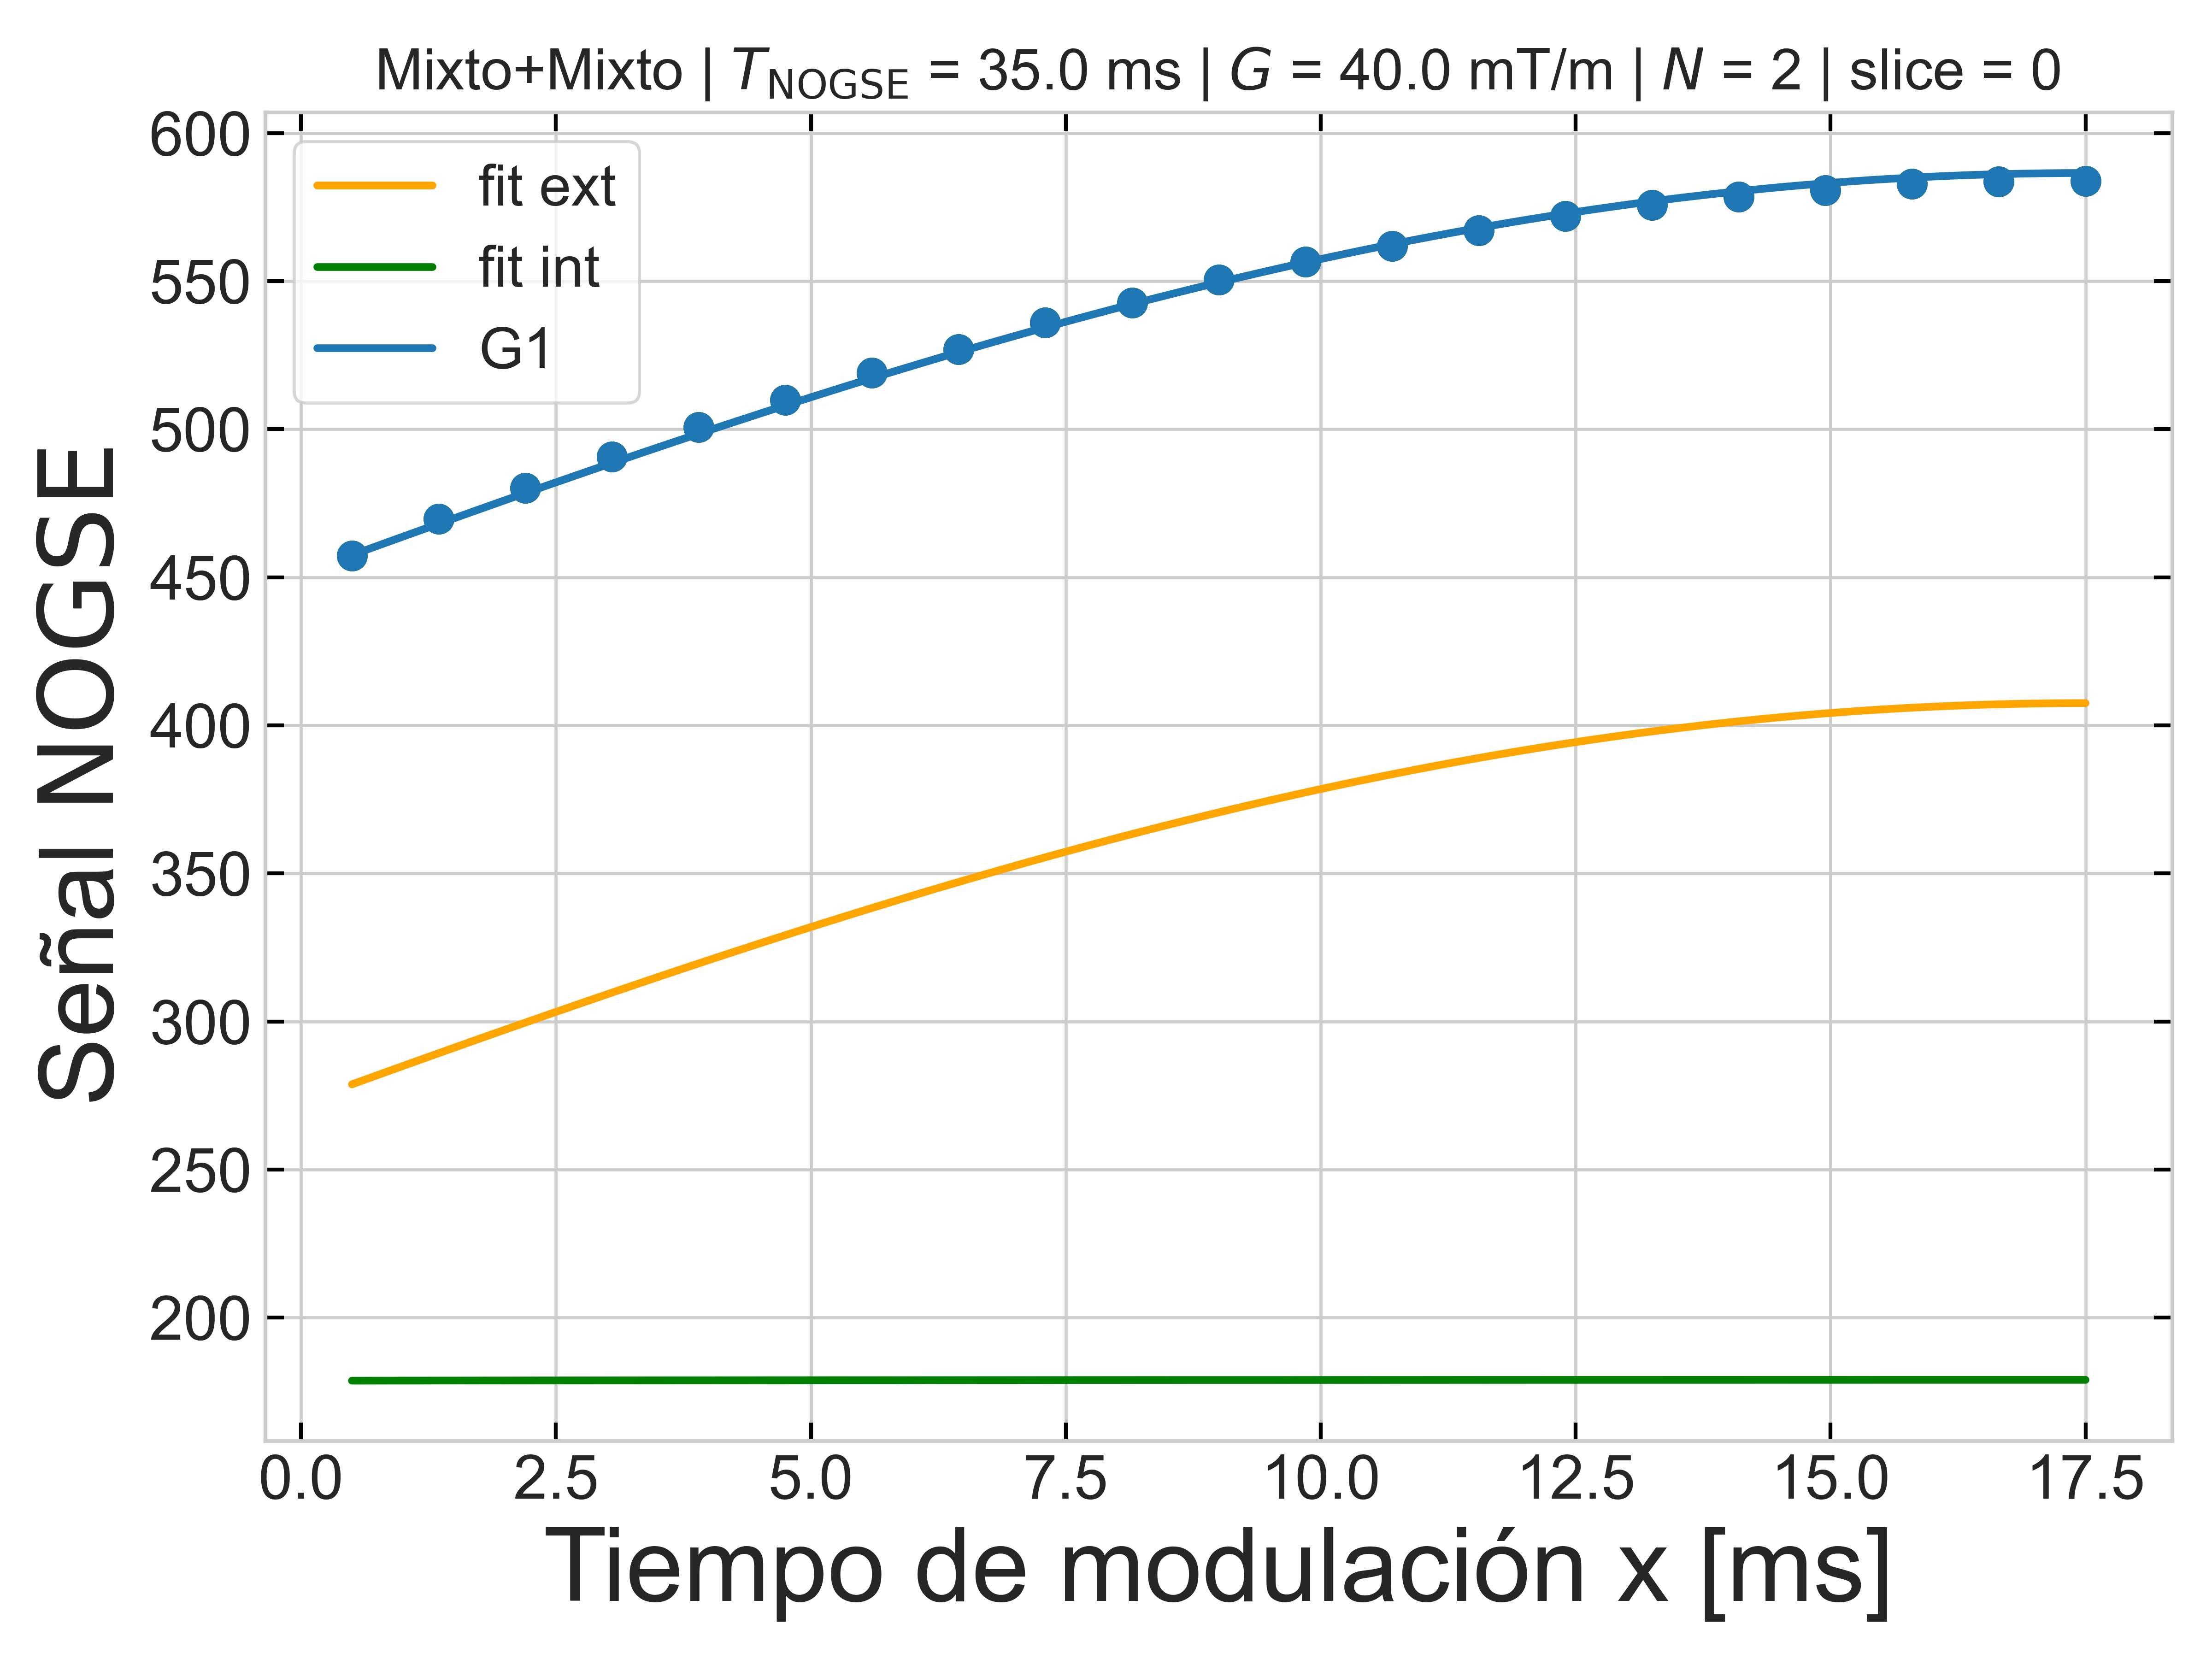 Mixto+Mixto | T_NOGSE = 35.0 ms | G = 40.0 mT/m | N = 2 | slice = 0
600
550
500
450
400
350
300
250
200
fit ext
fit int
G1
Señal NOGSE
0.0 2.5 5.0 7.5 10.0 12.5 15.0 17.5
Tiempo de modulación x [ms]